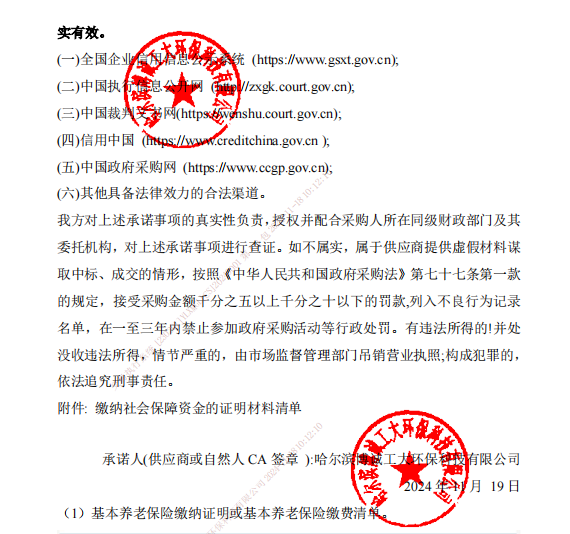 实有效。
(一)全国企业信用信息公示系统 (https://www.gsxt.gov.cn);
(二)中国执行信息公开网 (http://zxgk.court.gov.cn);
(三)中国裁判文书网(https://wenshu.court.gov.cn);
(四)信用中国 (https://www.creditchina.gov.cn );
(五)中国政府采购网 (https://www.ccgp.gov.cn);
(六)其他具备法律效力的合法渠道。
我方对上述承诺事项的真实性负责,授权并配合采购人所在同级财政部门及其
委托机构，对上述承诺事项进行查证。如不属实，属于供应商提供虚假材料谋
取中标、成交的情形，按照《中华人民共和国政府采购法》第七十七条第一款
的规定，接受采购金额千分之五以上千分之十以下的罚款,列入不良行为记录
名单，在一至三年内禁止参加政府采购活动等行政处罚。有违法所得的!并处
没收违法所得，情节严重的，由市场监督管理部门吊销营业执照;构成犯罪的，
依法追究刑事责任。
附件: 缴纳社会保障资金的证明材料清单
承诺人(供应商或自然人 CA 签章 ):哈尔滨博诚工大环保科技有限公司
2024 年 11 月 19 日
（1）基本养老保险缴纳证明或基本养老保险缴费清单。